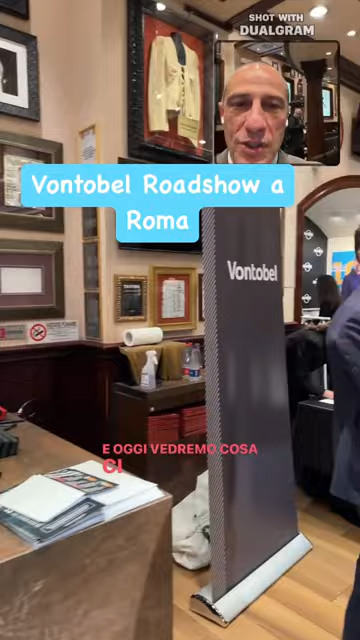 SHOT WITH
DUALGRAM
Vontobel Roadshow a
Roma
Vontobel
E OGGI VEDREMO COSA
CI